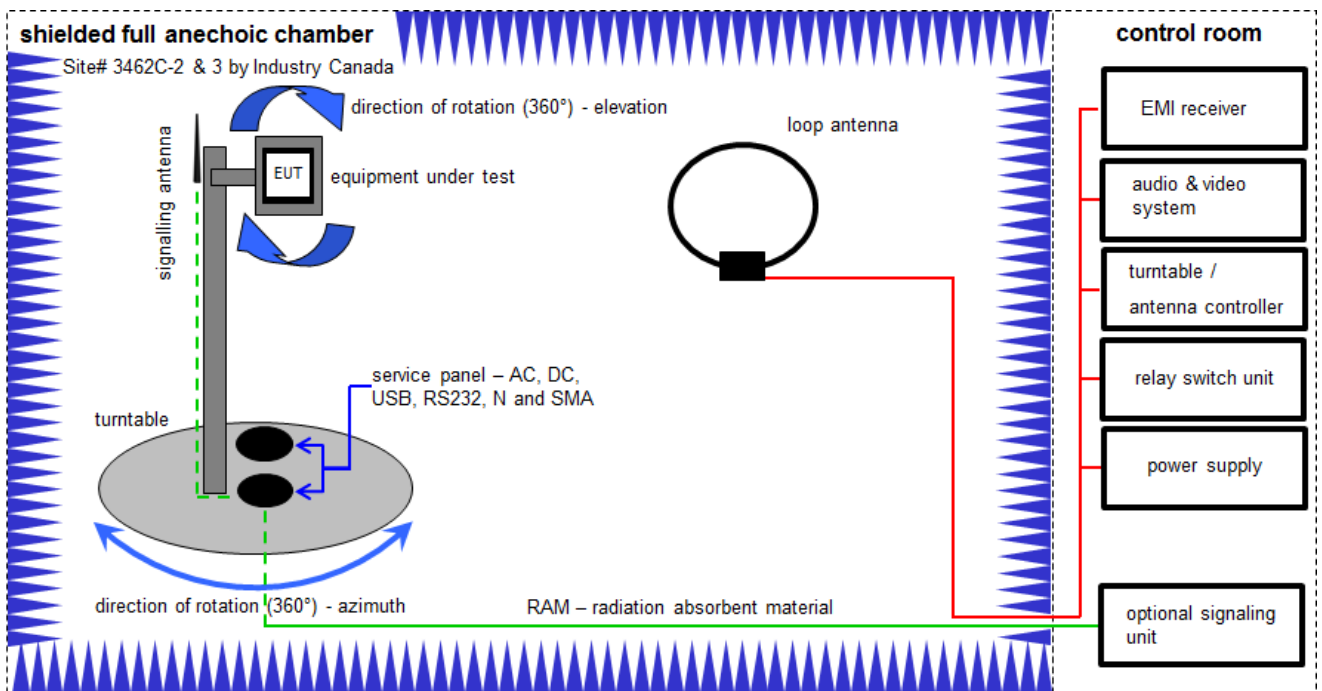 shielded full anechoic chamber
Site# 3462C-2 & 3 by Industry Canada
direction of rotation (360°) - elevation
signalling antenna
EUT
equipment under test
loop antenna
service panel – AC, DC,
USB, RS232, N and SMA
turntable
direction of rotation (360°) - azimuth
RAM – radiation absorbent material
control room
EMI receiver
audio & video
system
turntable /
antenna controller
relay switch unit
power supply
optional signaling
unit